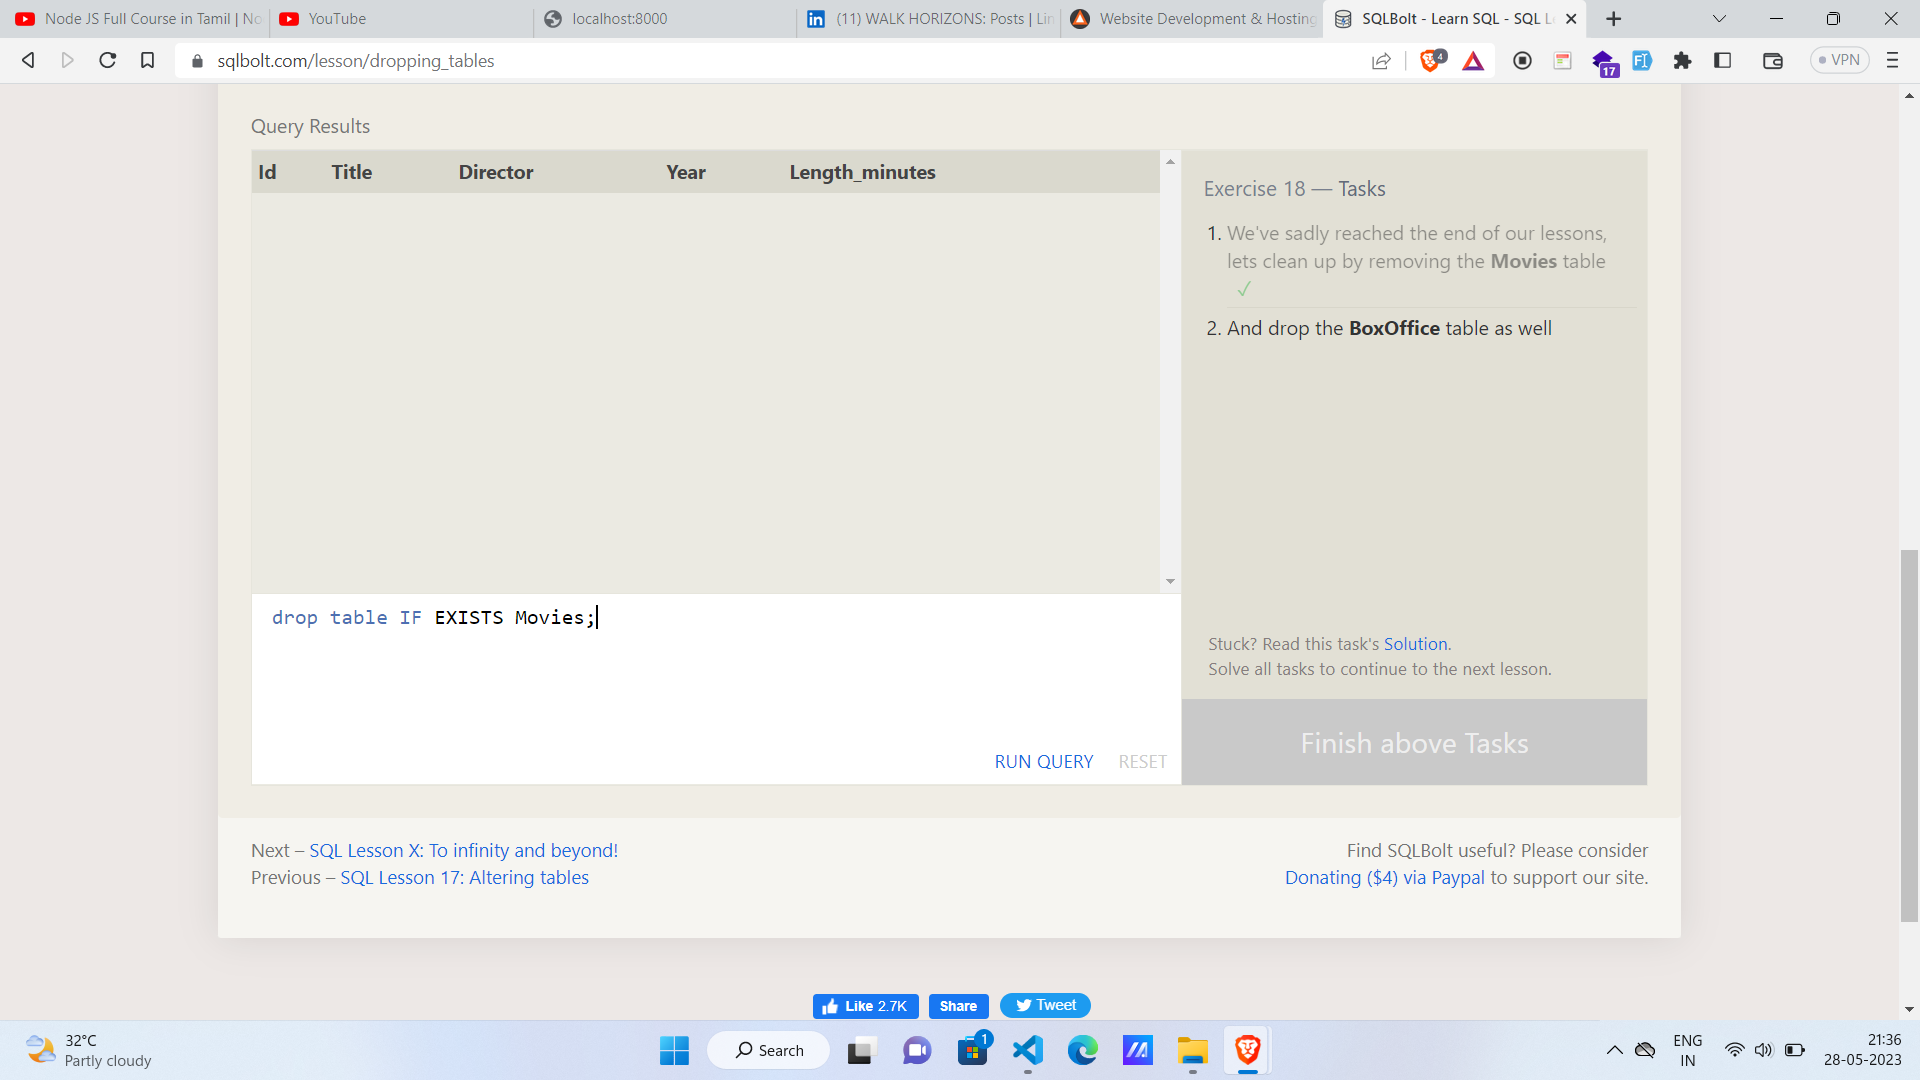 Node JS Full Course in Tamil | No
YouTube
localhost:8000
(11) WALK HORIZONS: Posts | Lin
Website Development & Hosting
SQLBolt - Learn SQL - SQL L
sqlbolt.com/lesson/dropping_tables
4
17
VPN
Query Results
Id Title Director Year Length_minutes
Exercise 18 — Tasks
1. We've sadly reached the end of our lessons,
lets clean up by removing the Movies table
✓
2. And drop the BoxOffice table as well
drop table IF EXISTS Movies;
Stuck? Read this task's Solution.
Solve all tasks to continue to the next lesson.
RUN QUERY RESET
Finish above Tasks
Next – SQL Lesson X: To infinity and beyond!
Previous – SQL Lesson 17: Altering tables
Find SQLBolt useful? Please consider
Donating ($4) via Paypal to support our site.
Like 2.7K
Share
Tweet
32°C
Partly cloudy
Search
1
ENG
IN
21:36
28-05-2023